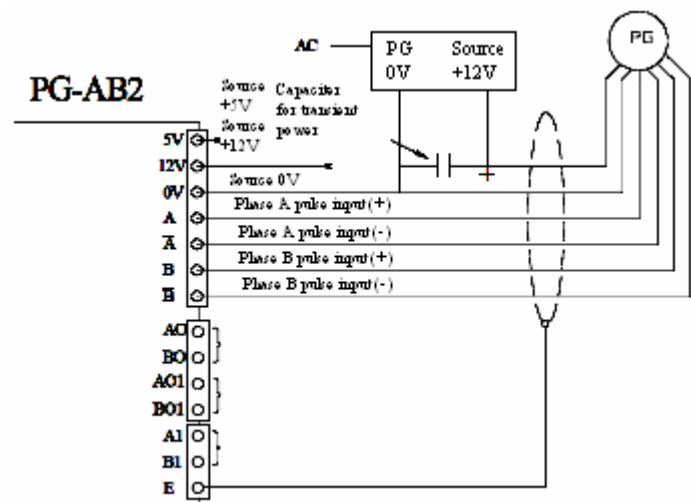 AC
PG Source
0V +12V
PG
PG-AB2
Source
+5V
Source
+12V
Capacitor
for transient
power
5V
12V
0V
Source 0V
A
Phase A pulse input(+)
A̅
Phase A pulse input(-)
B
Phase B pulse input(+)
B̅
Phase B pulse input(-)
AO
BO
AO1
BO1
A1
B1
E